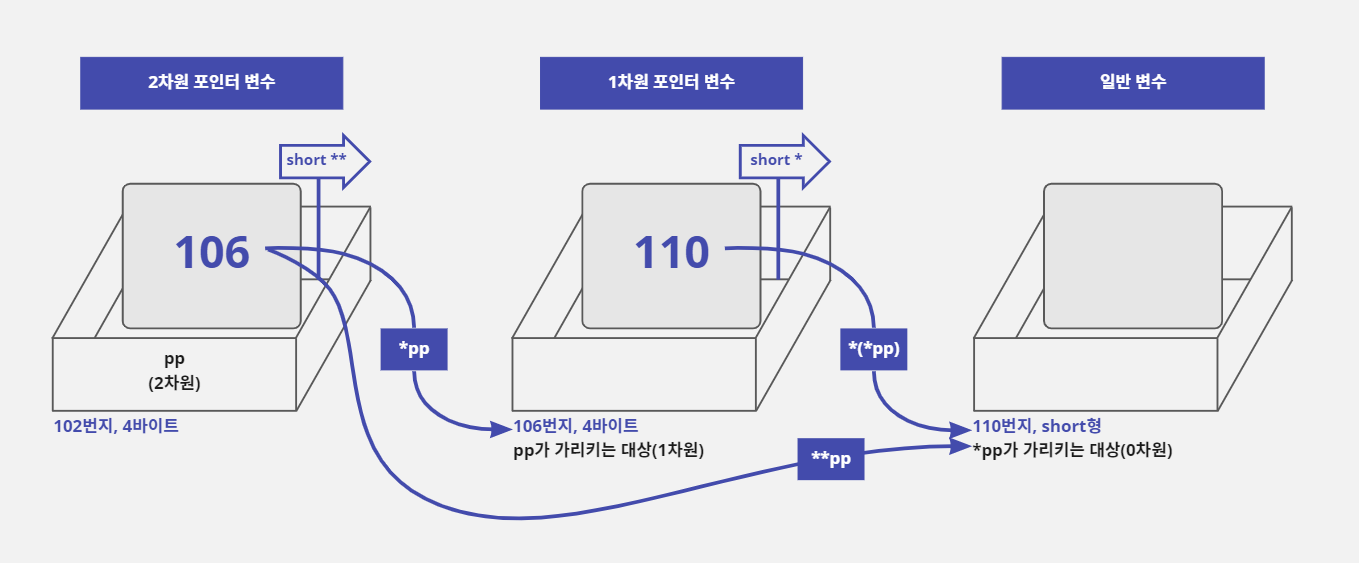 2차원 포인터 변수
1차원 포인터 변수
일반 변수
short **
short *
106
110
*pp
*(*pp)
pp
(2차원)
102번지, 4바이트
106번지, 4바이트
pp가 가리키는 대상(1차원)
110번지, short형
*pp가 가리키는 대상(0차원)
**pp